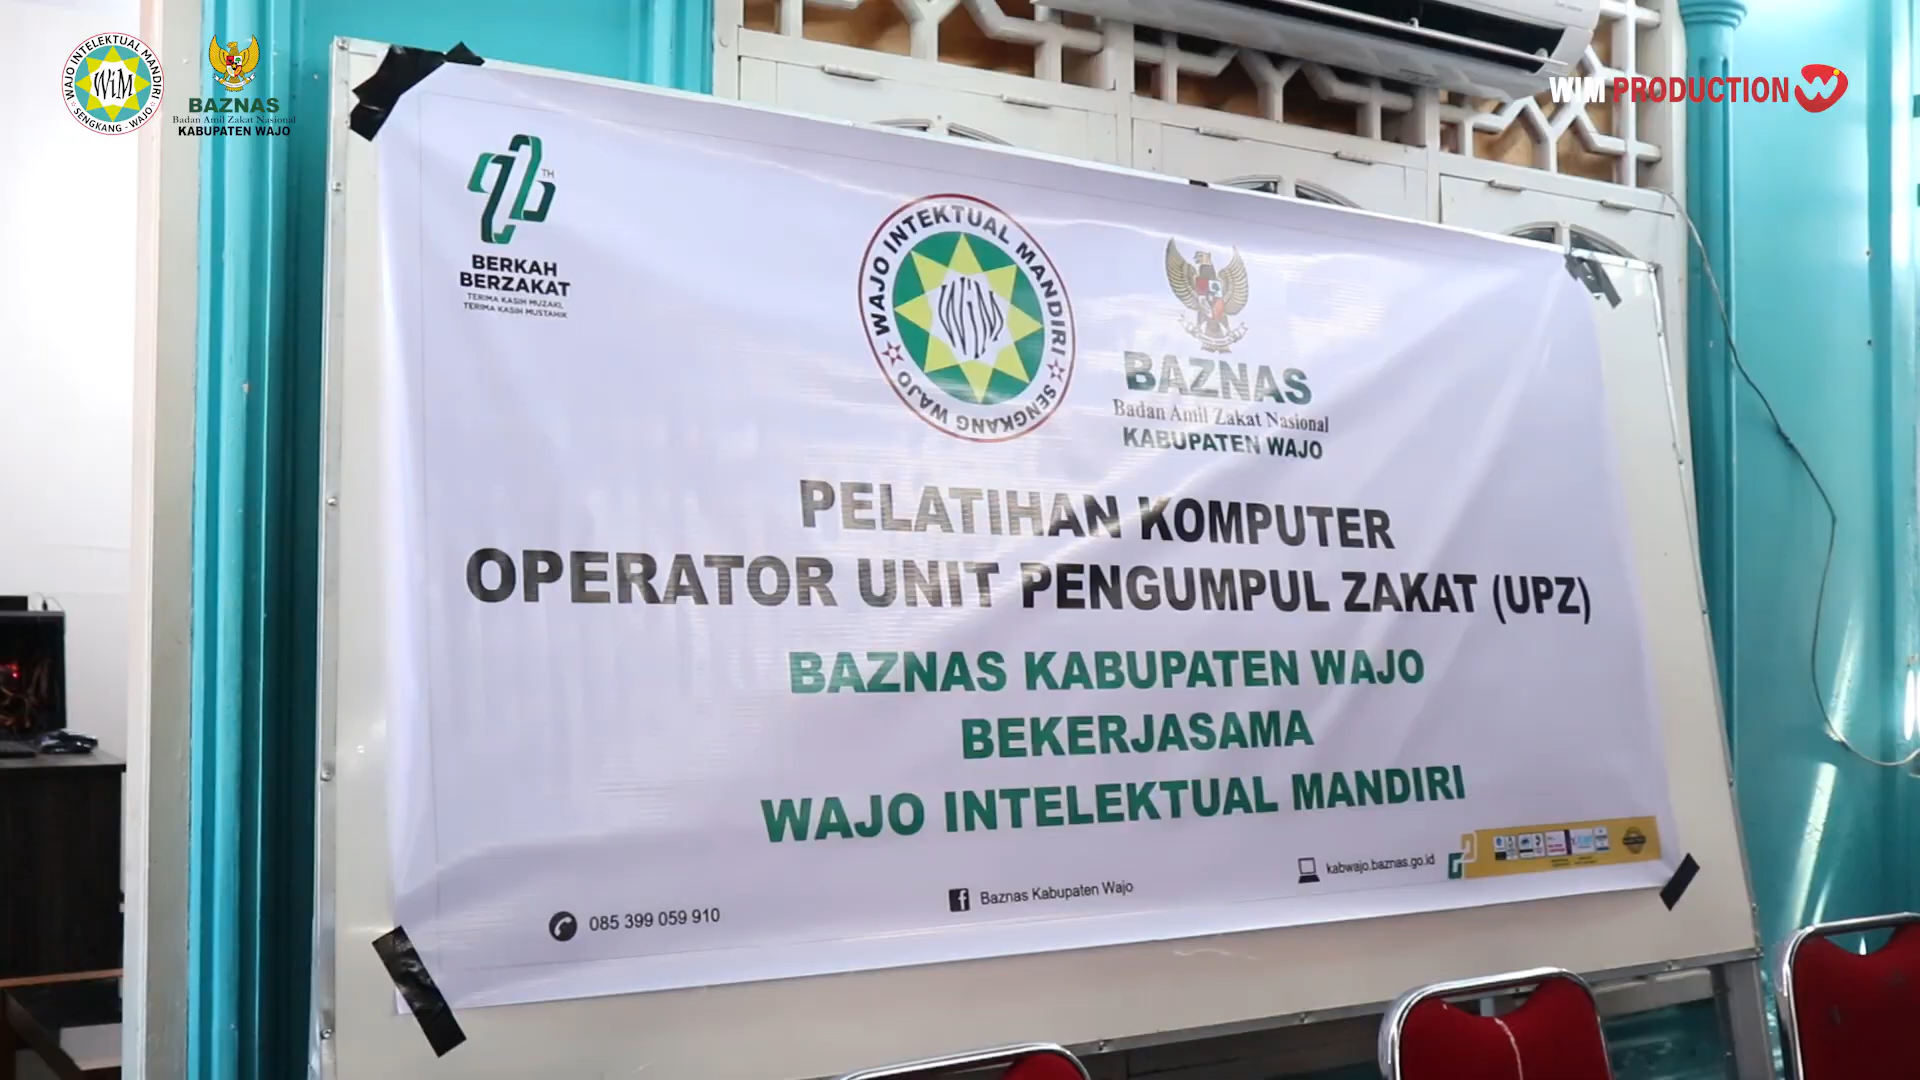 WAJO INTELEKTUAL MANDIRI
WiM
SENGKANG - WAJO
BAZNAS
Badan Amil Zakat Nasional
KABUPATEN WAJO
WIM PRODUCTION
TH
BERKAH
BERZAKAT
TERIMA KASIH MUZAKI,
TERIMA KASIH MUSTAHIK
WAJO INTEKTUAL MANDIRI
WiM
SENGKANG WAJO
BAZNAS
Badan Amil Zakat Nasional
KABUPATEN WAJO
PELATIHAN KOMPUTER
OPERATOR UNIT PENGUMPUL ZAKAT (UPZ)
BAZNAS KABUPATEN WAJO
BEKERJASAMA
WAJO INTELEKTUAL MANDIRI
085 399 059 910
Baznas Kabupaten Wajo
kabwajo.baznas.go.id